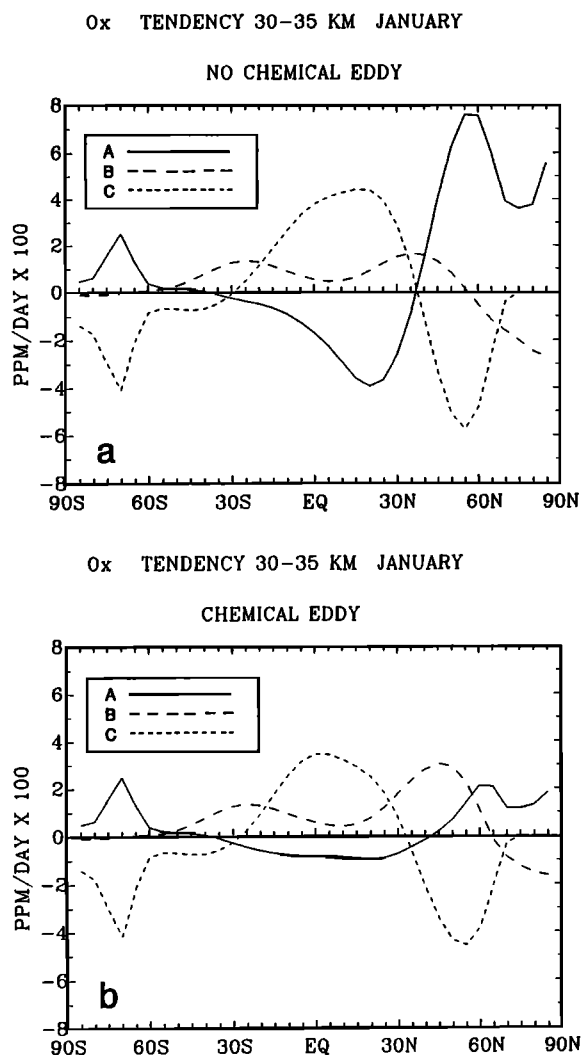 Ox TENDENCY 30-35 KM JANUARY
NO CHEMICAL EDDY
8
6
4
2
0
-2
-4
-6
-8
PPM/DAY X 100
A
B
C
a
90S 60S 30S EQ 30N 60N 90N
Ox TENDENCY 30-35 KM JANUARY
CHEMICAL EDDY
8
6
4
2
0
-2
-4
-6
-8
PPM/DAY X 100
A
B
C
b
90S 60S 30S EQ 30N 60N 90N